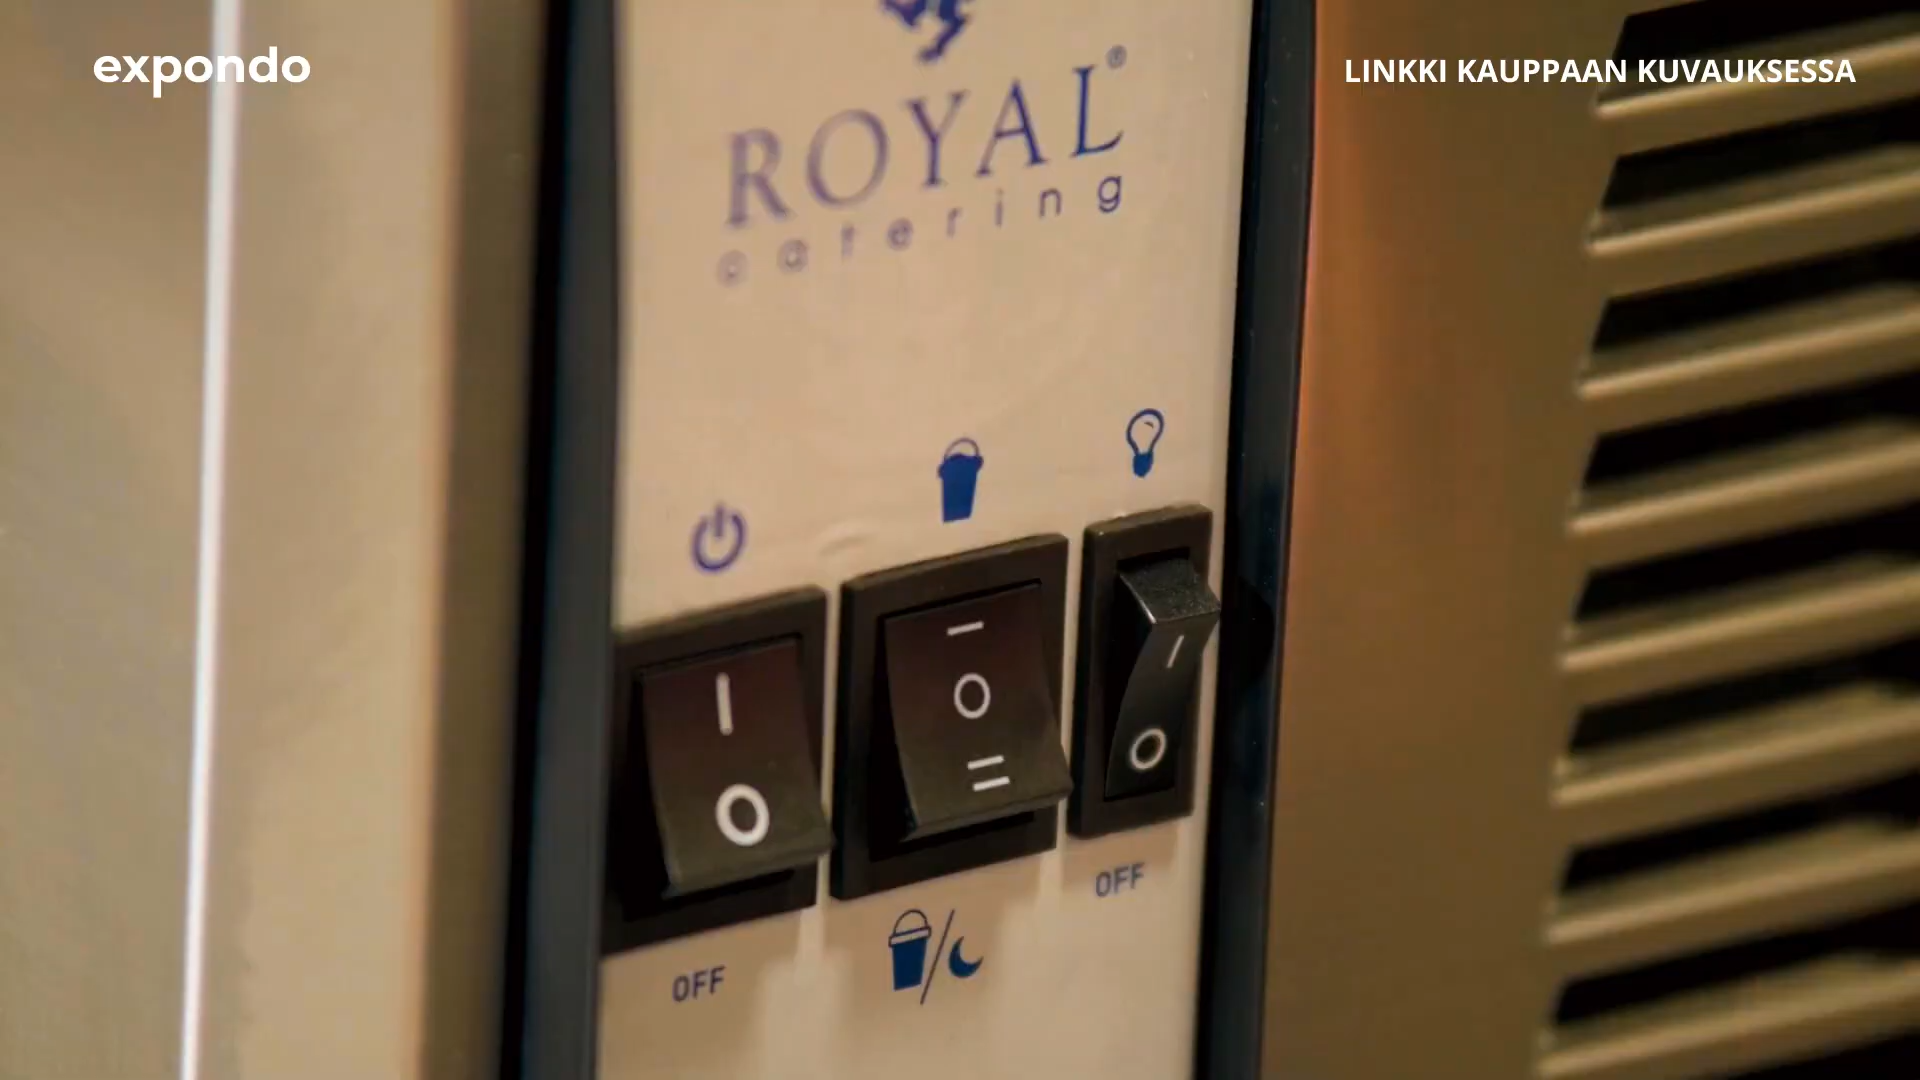 expondo
LINKKI KAUPPAAN KUVAUKSESSA
ROYAL®
catering
OFF
OFF